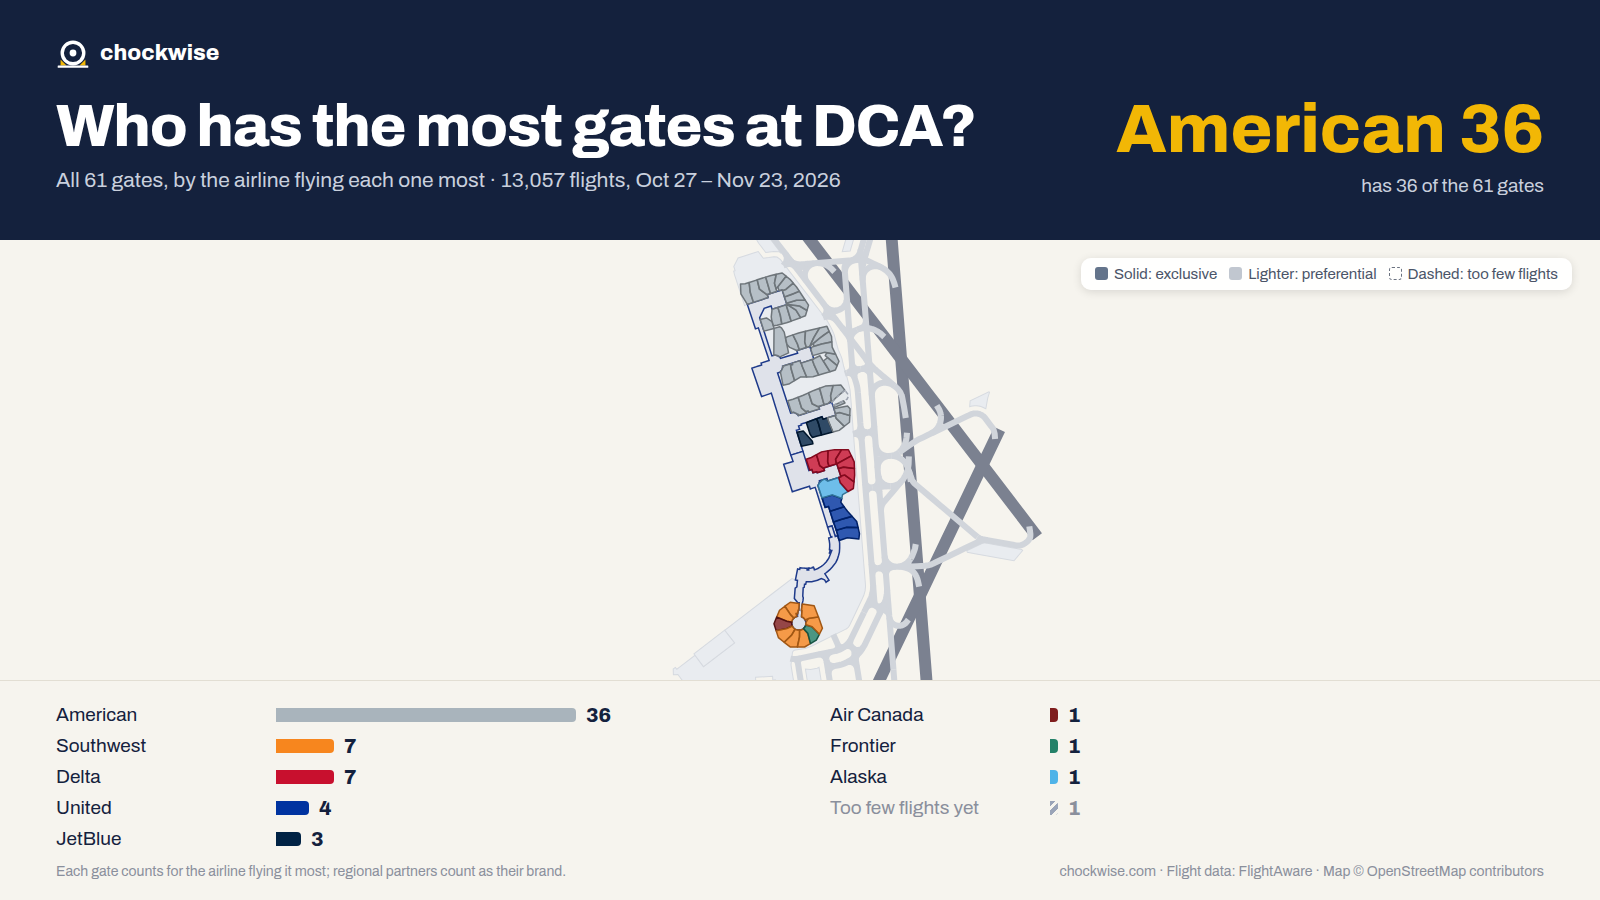 chockwise
Who has the most gates at DCA?
All 61 gates, by the airline flying each one most · 13,057 flights, Oct 27 – Nov 23, 2026
American 36
has 36 of the 61 gates
Solid: exclusive Lighter: preferential Dashed: too few flights
American 36
Southwest 7
Delta 7
United 4
JetBlue 3
Air Canada 1
Frontier 1
Alaska 1
Too few flights yet 1
Each gate counts for the airline flying it most; regional partners count as their brand.
chockwise.com · Flight data: FlightAware · Map © OpenStreetMap contributors